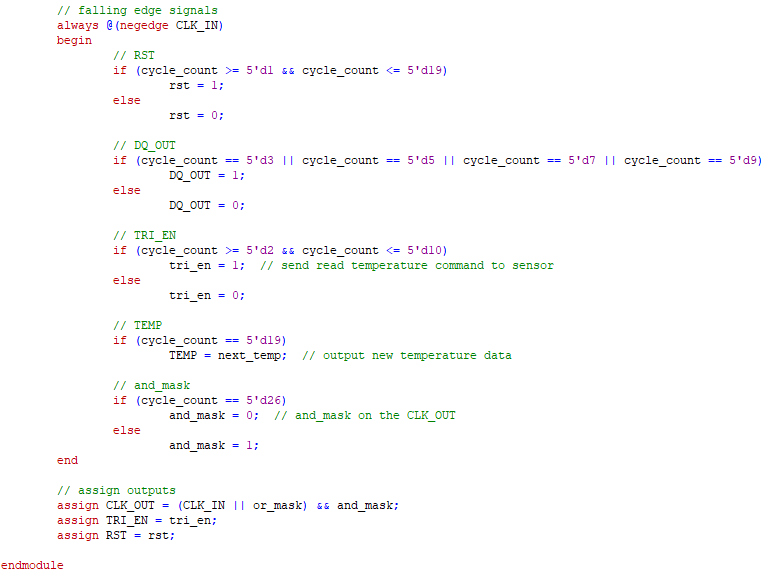 // falling edge signals
always @(negedge CLK_IN)
begin
// RST
if (cycle_count >= 5'd1 && cycle_count <= 5'd19)
rst = 1;
else
rst = 0;
// DQ_OUT
if (cycle_count == 5'd3 || cycle_count == 5'd5 || cycle_count == 5'd7 || cycle_count == 5'd9)
DQ_OUT = 1;
else
DQ_OUT = 0;
// TRI_EN
if (cycle_count >= 5'd2 && cycle_count <= 5'd10)
tri_en = 1;  // send read temperature command to sensor
else
tri_en = 0;
// TEMP
if (cycle_count == 5'd19)
TEMP = next_temp;  // output new temperature data
// and_mask
if (cycle_count == 5'd26)
and_mask = 0;  // and_mask on the CLK_OUT
else
and_mask = 1;
end
// assign outputs
assign CLK_OUT = (CLK_IN || or_mask) && and_mask;
assign TRI_EN = tri_en;
assign RST = rst;
endmodule